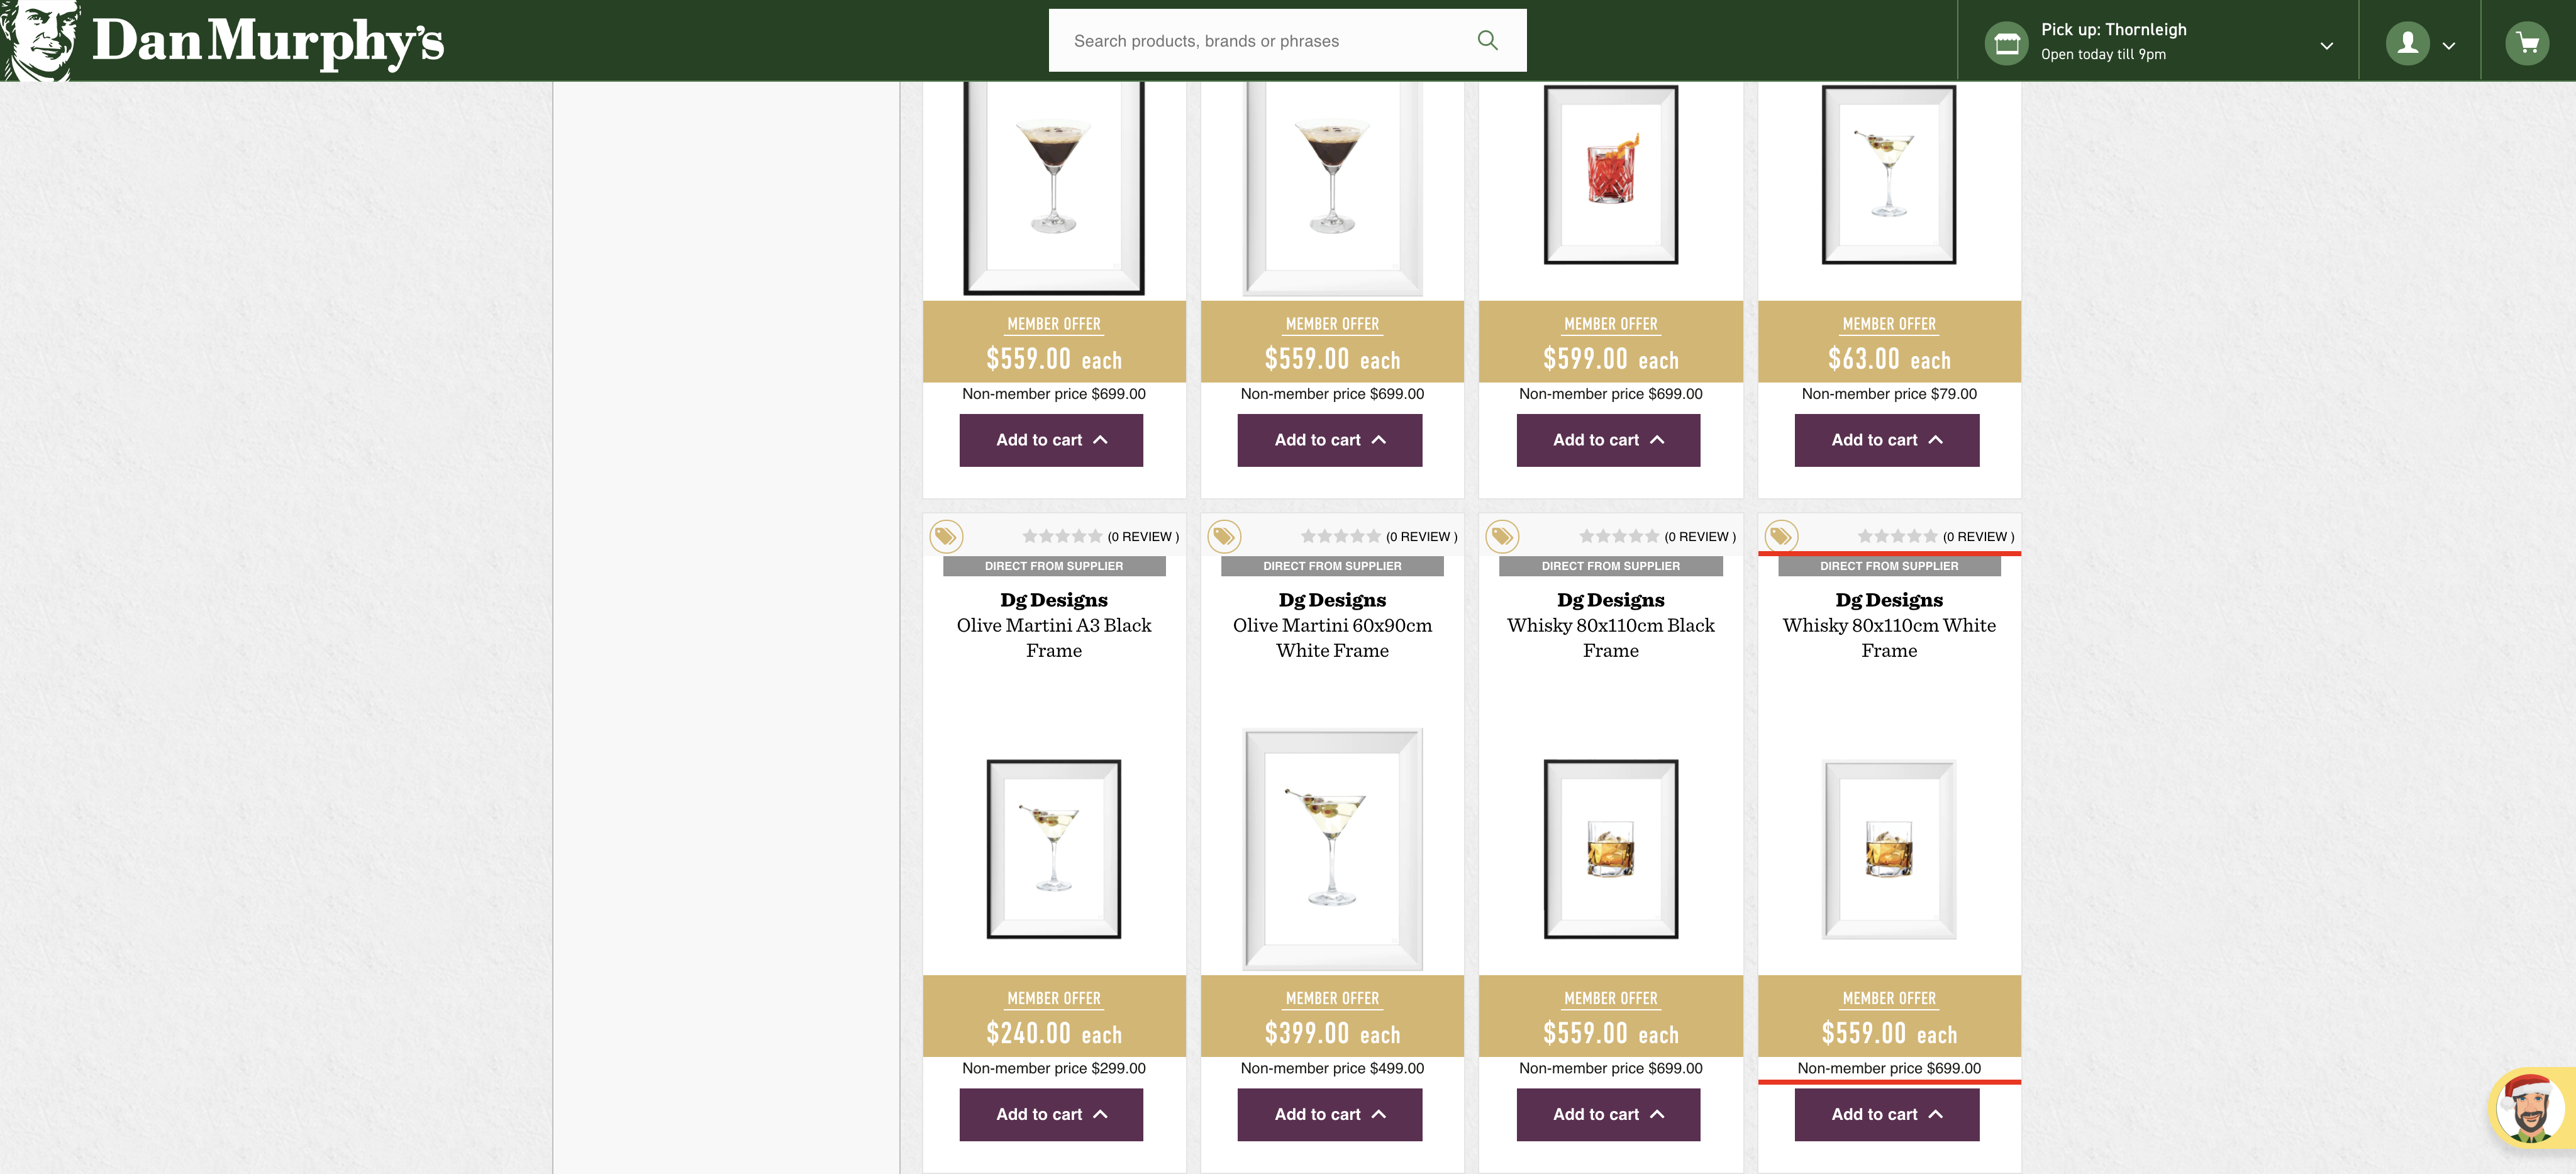 Dan Murphy's
Search products, brands or phrases
Pick up: Thornleigh
Open today till 9pm
MEMBER OFFER
$559.00 each
Non-member price $699.00
Add to cart
MEMBER OFFER
$559.00 each
Non-member price $699.00
Add to cart
MEMBER OFFER
$599.00 each
Non-member price $699.00
Add to cart
MEMBER OFFER
$63.00 each
Non-member price $79.00
Add to cart
(0 REVIEW )
DIRECT FROM SUPPLIER
Dg Designs
Olive Martini A3 Black
Frame
MEMBER OFFER
$240.00 each
Non-member price $299.00
Add to cart
(0 REVIEW )
DIRECT FROM SUPPLIER
Dg Designs
Olive Martini 60x90cm
White Frame
MEMBER OFFER
$399.00 each
Non-member price $499.00
Add to cart
(0 REVIEW )
DIRECT FROM SUPPLIER
Dg Designs
Whisky 80x110cm Black
Frame
MEMBER OFFER
$559.00 each
Non-member price $699.00
Add to cart
(0 REVIEW )
DIRECT FROM SUPPLIER
Dg Designs
Whisky 80x110cm White
Frame
MEMBER OFFER
$559.00 each
Non-member price $699.00
Add to cart